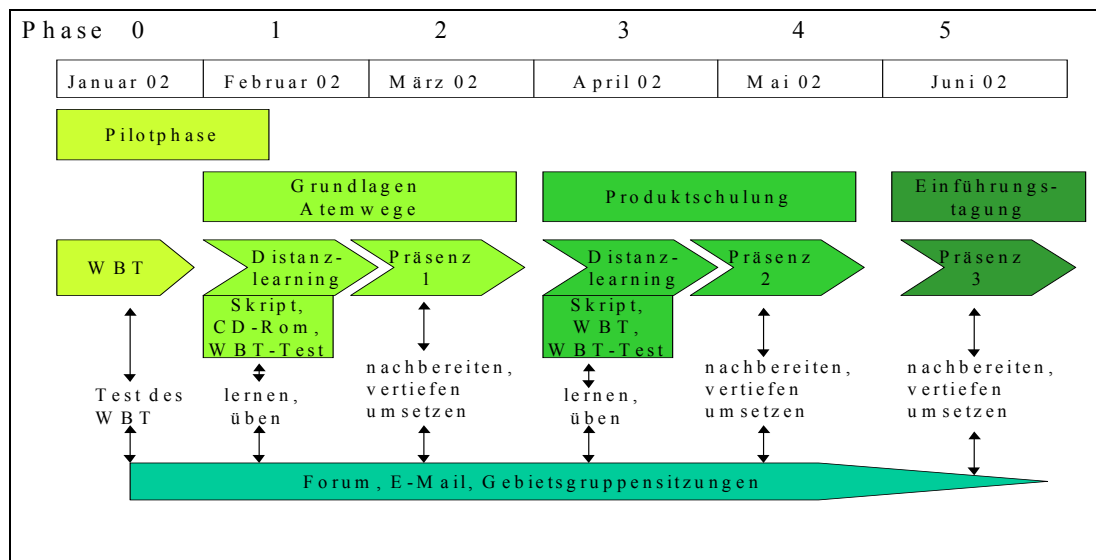 Phase 0 1 2 3 4 5
Januar 02 Februar 02 März 02 April 02 Mai 02 Juni 02
Pilotphase
Grundlagen
Atemwege
Produktschulung
Einführungs-
tagung
WBT
Distanz-
learning
Präsenz
1
Distanz-
learning
Präsenz
2
Präsenz
3
Skript,
CD-Rom,
WBT-Test
Skript,
WBT,
WBT-Test
Test des
WBT
lernen,
üben
nachbereiten,
vertiefen
umsetzen
lernen,
üben
nachbereiten,
vertiefen
umsetzen
nachbereiten,
vertiefen
umsetzen
Forum, E-Mail, Gebietsgruppensitzungen